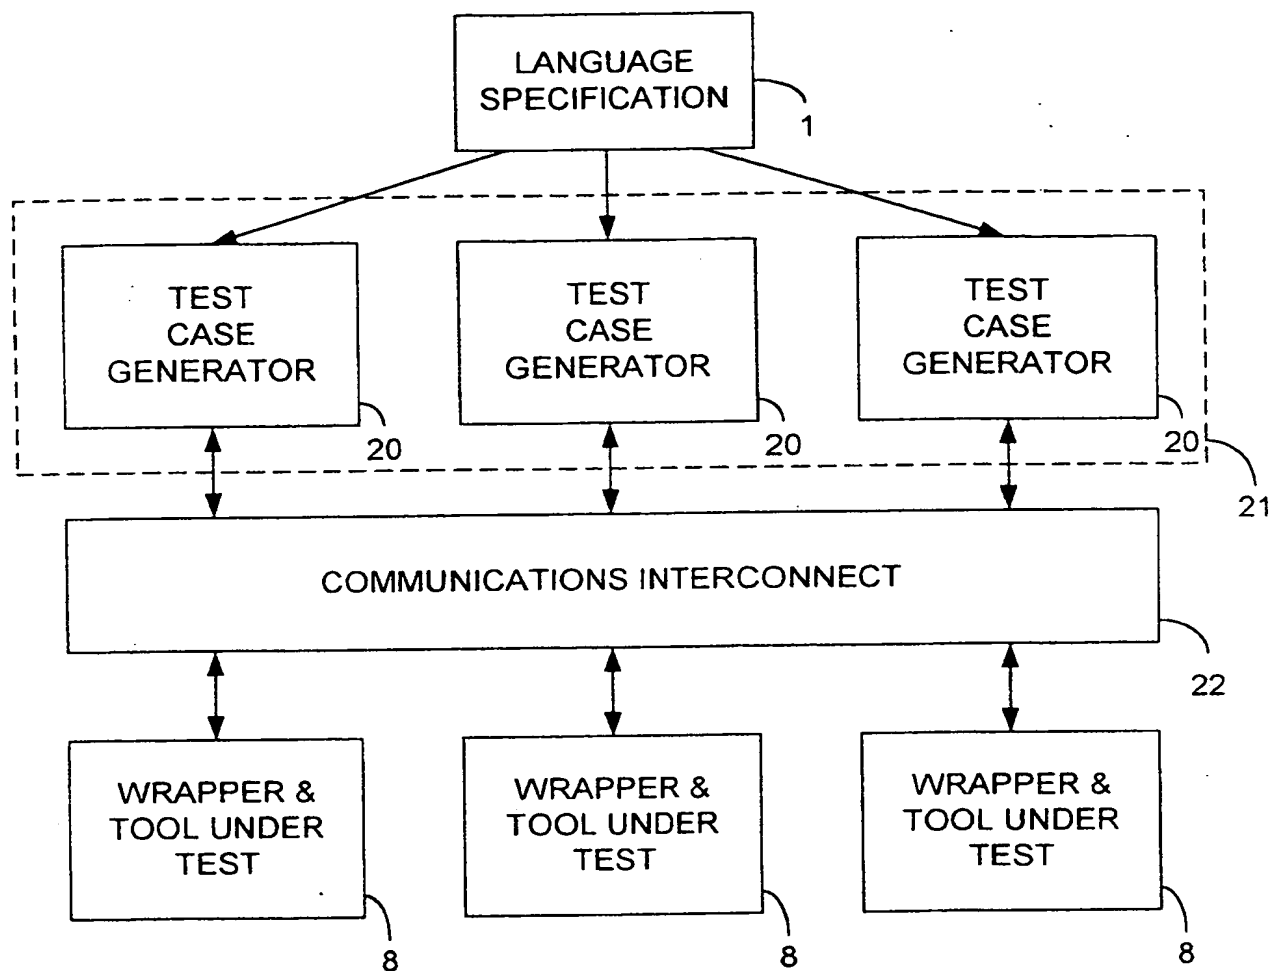 LANGUAGE
SPECIFICATION
1
TEST
CASE
GENERATOR
20
TEST
CASE
GENERATOR
20
TEST
CASE
GENERATOR
20
21
COMMUNICATIONS INTERCONNECT
22
WRAPPER &
TOOL UNDER
TEST
8
WRAPPER &
TOOL UNDER
TEST
8
WRAPPER &
TOOL UNDER
TEST
8